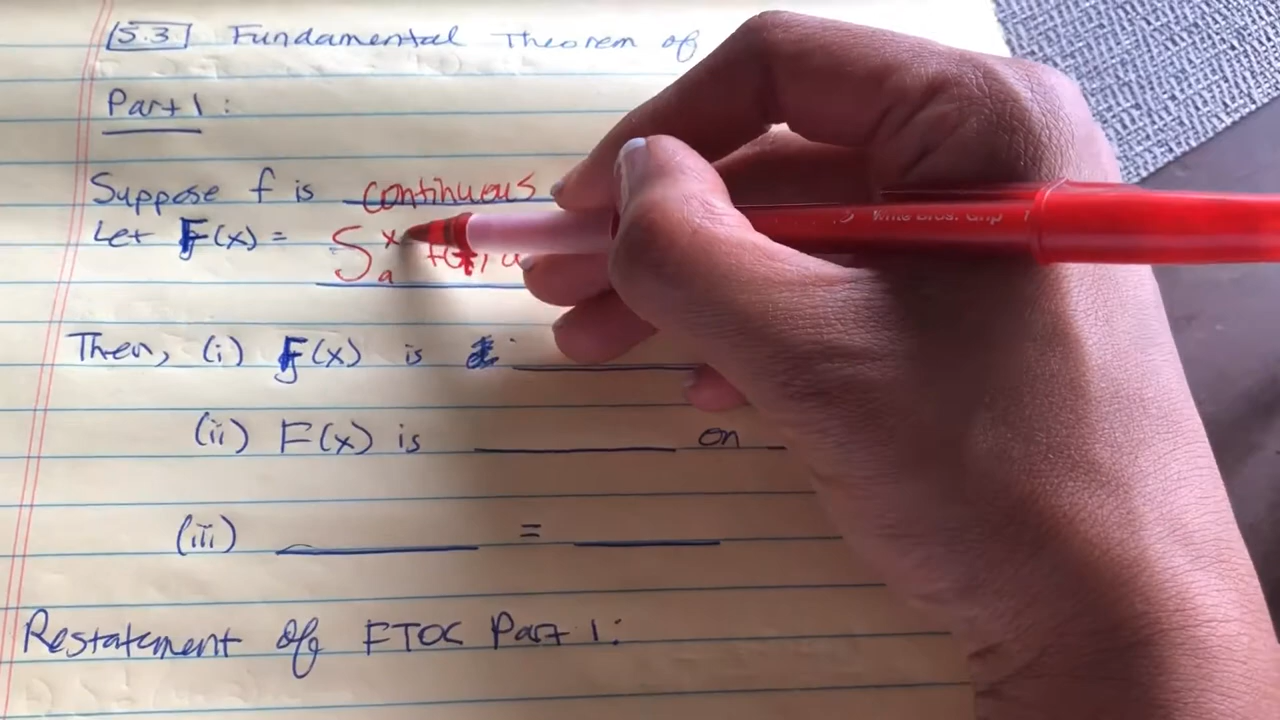 5.3 Fundamental Theorem of
Part 1:
Suppose f is continuous
Let F(x) = ∫ₐˣ f(t)
Then, (i) F(x) is
(ii) F(x) is on
(iii) =
Restatement of FTOC Part 1: